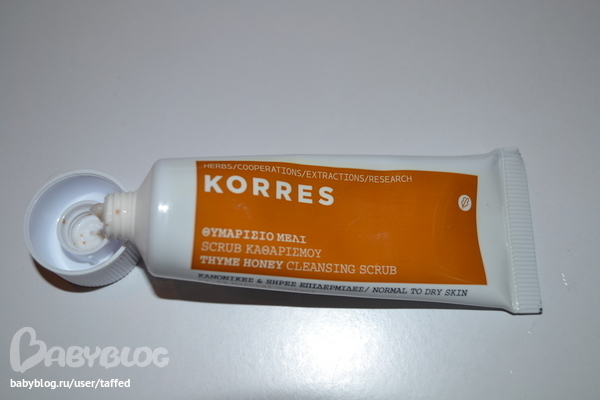 HERBS/COOPERATIONS/EXTRACTIONS/RESEARCH
KORRES
ΘΥΜΑΡΙΣΙΟ ΜΕΛΙ
SCRUB ΚΑΘΑΡΙΣΜΟΥ
THYME HONEY CLEANSING SCRUB
ΚΑΝΟΝΙΚΕΣ & ΞΗΡΕΣ ΕΠΙΔΕΡΜΙΔΕΣ/ NORMAL TO DRY SKIN
BABYBLOG
babyblog.ru/user/taffed